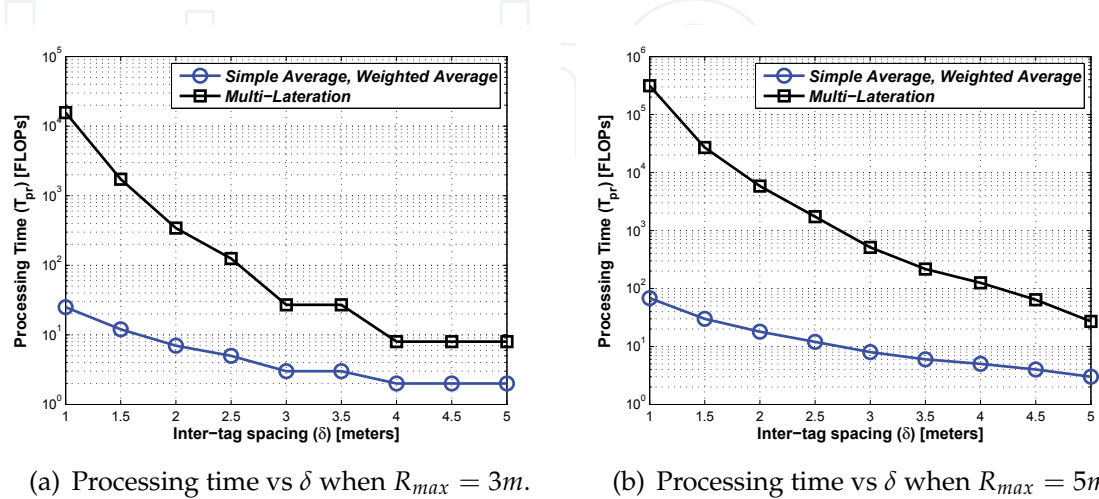 10^5
10^4
10^3
10^2
10^1
10^0
Processing Time (T_pr) [FLOPs]
Simple Average, Weighted Average
Multi−Lateration
1 1.5 2 2.5 3 3.5 4 4.5 5
Inter−tag spacing (δ) [meters]
(a) Processing time vs δ when R_max = 3m.
10^6
10^5
10^4
10^3
10^2
10^1
10^0
Processing Time (T_pr) [FLOPs]
Simple Average, Weighted Average
Multi−Lateration
1 1.5 2 2.5 3 3.5 4 4.5 5
Inter−tag spacing (δ) [meters]
(b) Processing time vs δ when R_max = 5m